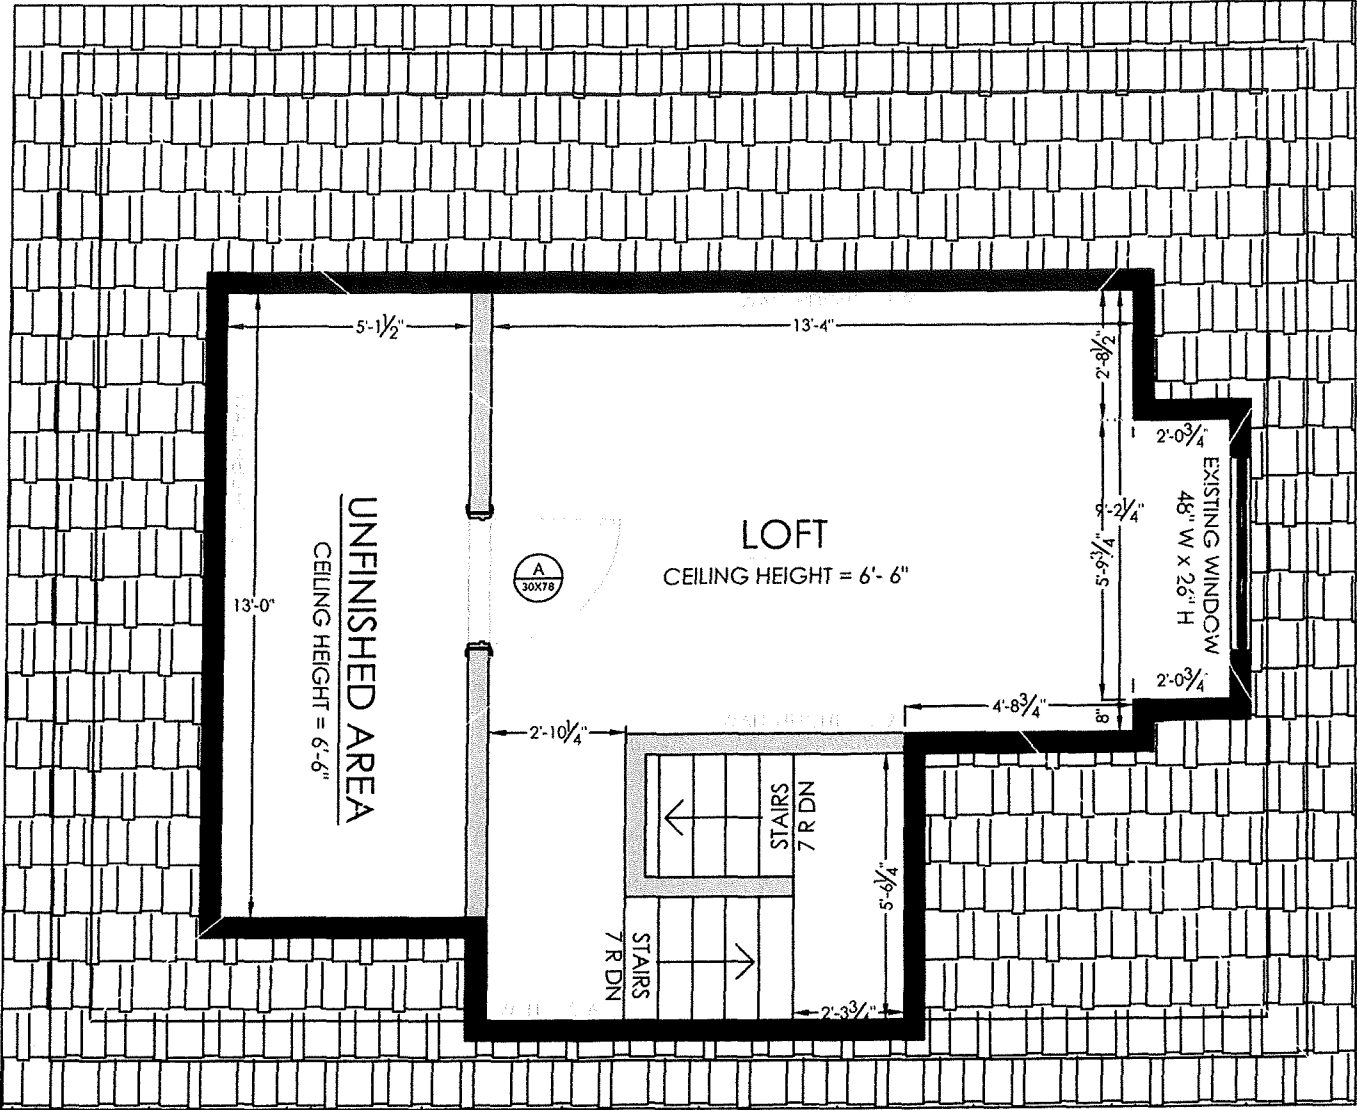 5'-1½"
13'-4"
2'-8½"
2'-0¾"
EXISTING WINDOW
48" W x 26" H
9'-2¼"
5'-9¾"
LOFT
CEILING HEIGHT = 6'- 6"
A
30X78
13'-0"
UNFINISHED AREA
CEILING HEIGHT = 6'-6"
2'-0¾"
4'-8¾"
8"
2'-10¼"
STAIRS
7 R DN
5'-6¼"
STAIRS
7 R DN
2'-3¾"